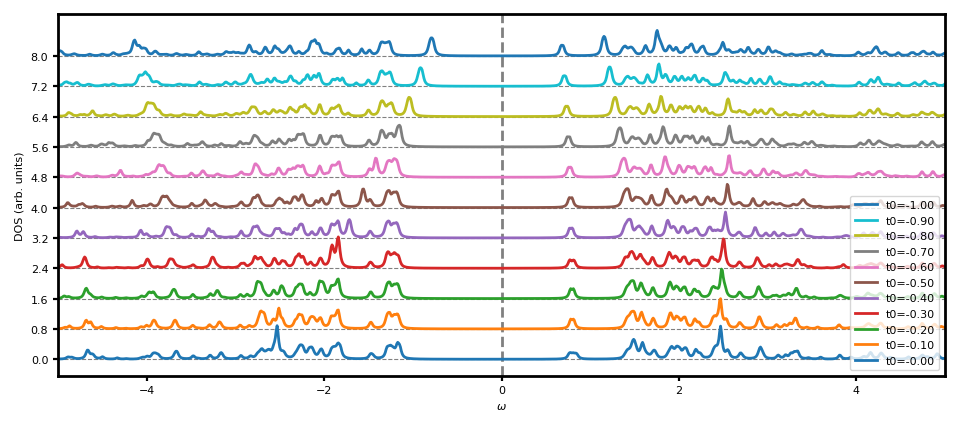 DOS (arb. units)
8.0
7.2
6.4
5.6
4.8
4.0
3.2
2.4
1.6
0.8
0.0
t0=-1.00
t0=-0.90
t0=-0.80
t0=-0.70
t0=-0.60
t0=-0.50
t0=-0.40
t0=-0.30
t0=-0.20
t0=-0.10
t0=-0.00
−4 −2 0 2 4
ω